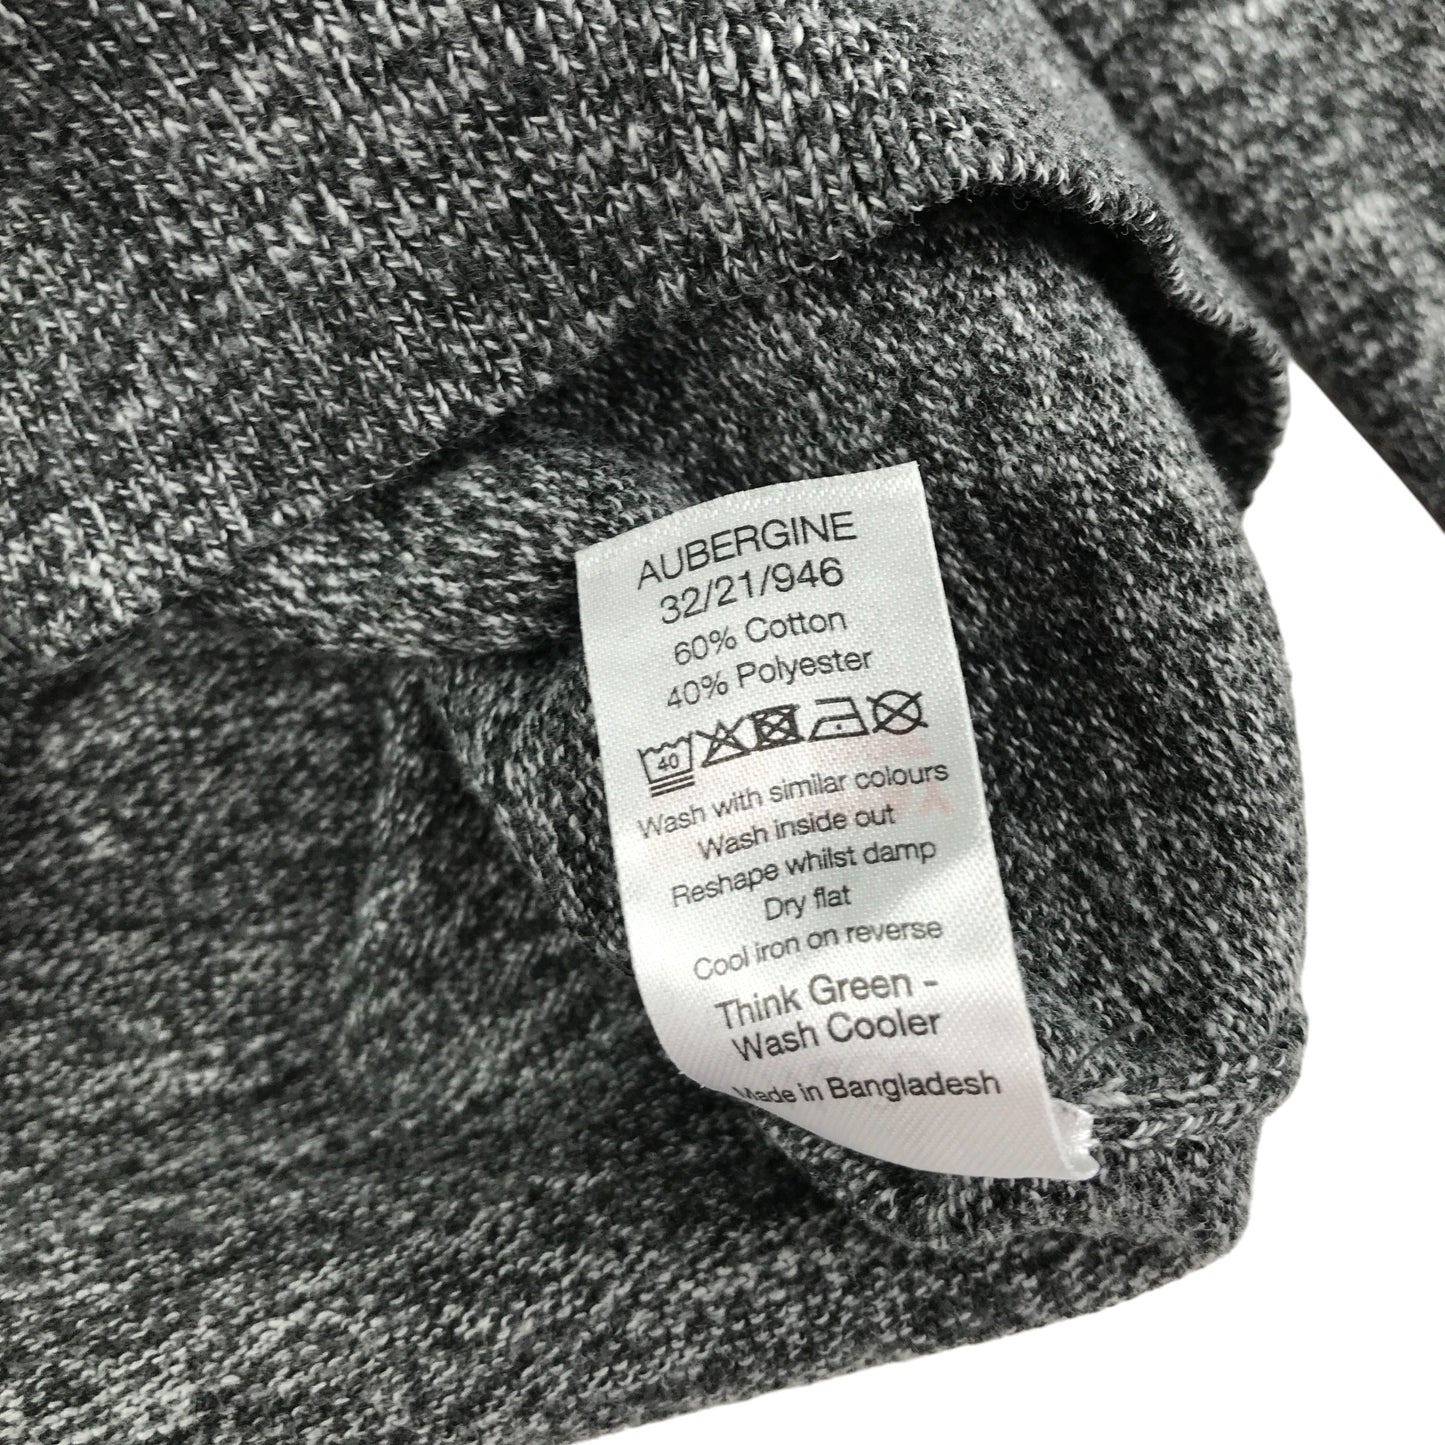 AUBERGINE
32/21/946
60% Cotton
40% Polyester
40
Wash with similar colours
Wash inside out
Reshape whilst damp
Dry flat
Cool iron on reverse
Think Green -
Wash Cooler
Made in Bangladesh